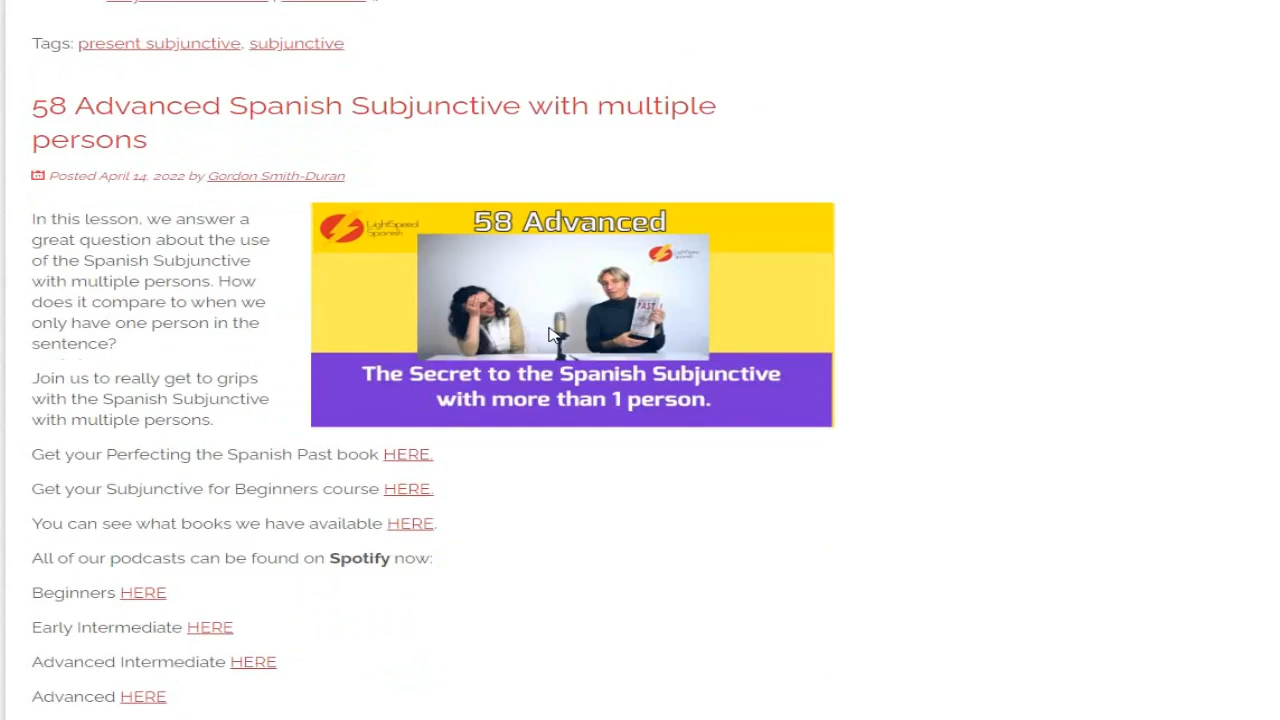 Tags: present subjunctive, subjunctive
58 Advanced Spanish Subjunctive with multiple
persons
Posted April 14, 2022 by Gordon Smith-Duran
In this lesson, we answer a
great question about the use
of the Spanish Subjunctive
with multiple persons. How
does it compare to when we
only have one person in the
sentence?
Join us to really get to grips
with the Spanish Subjunctive
with multiple persons.
LightSpeed
Spanish
58 Advanced
PAST
The Secret to the Spanish Subjunctive
with more than 1 person.
Get your Perfecting the Spanish Past book HERE.
Get your Subjunctive for Beginners course HERE.
You can see what books we have available HERE.
All of our podcasts can be found on Spotify now:
Beginners HERE
Early Intermediate HERE
Advanced Intermediate HERE
Advanced HERE